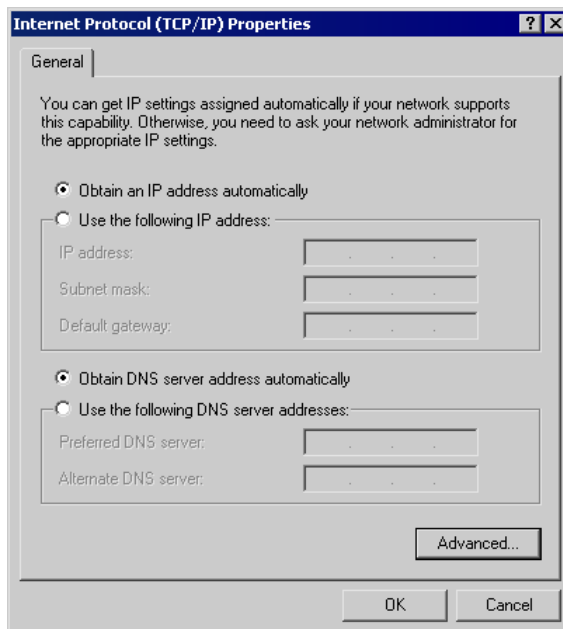 Internet Protocol (TCP/IP) Properties
General
You can get IP settings assigned automatically if your network supports
this capability. Otherwise, you need to ask your network administrator for
the appropriate IP settings.
Obtain an IP address automatically
Use the following IP address:
IP address:
Subnet mask:
Default gateway:
Obtain DNS server address automatically
Use the following DNS server addresses:
Preferred DNS server:
Alternate DNS server:
Advanced...
OK Cancel